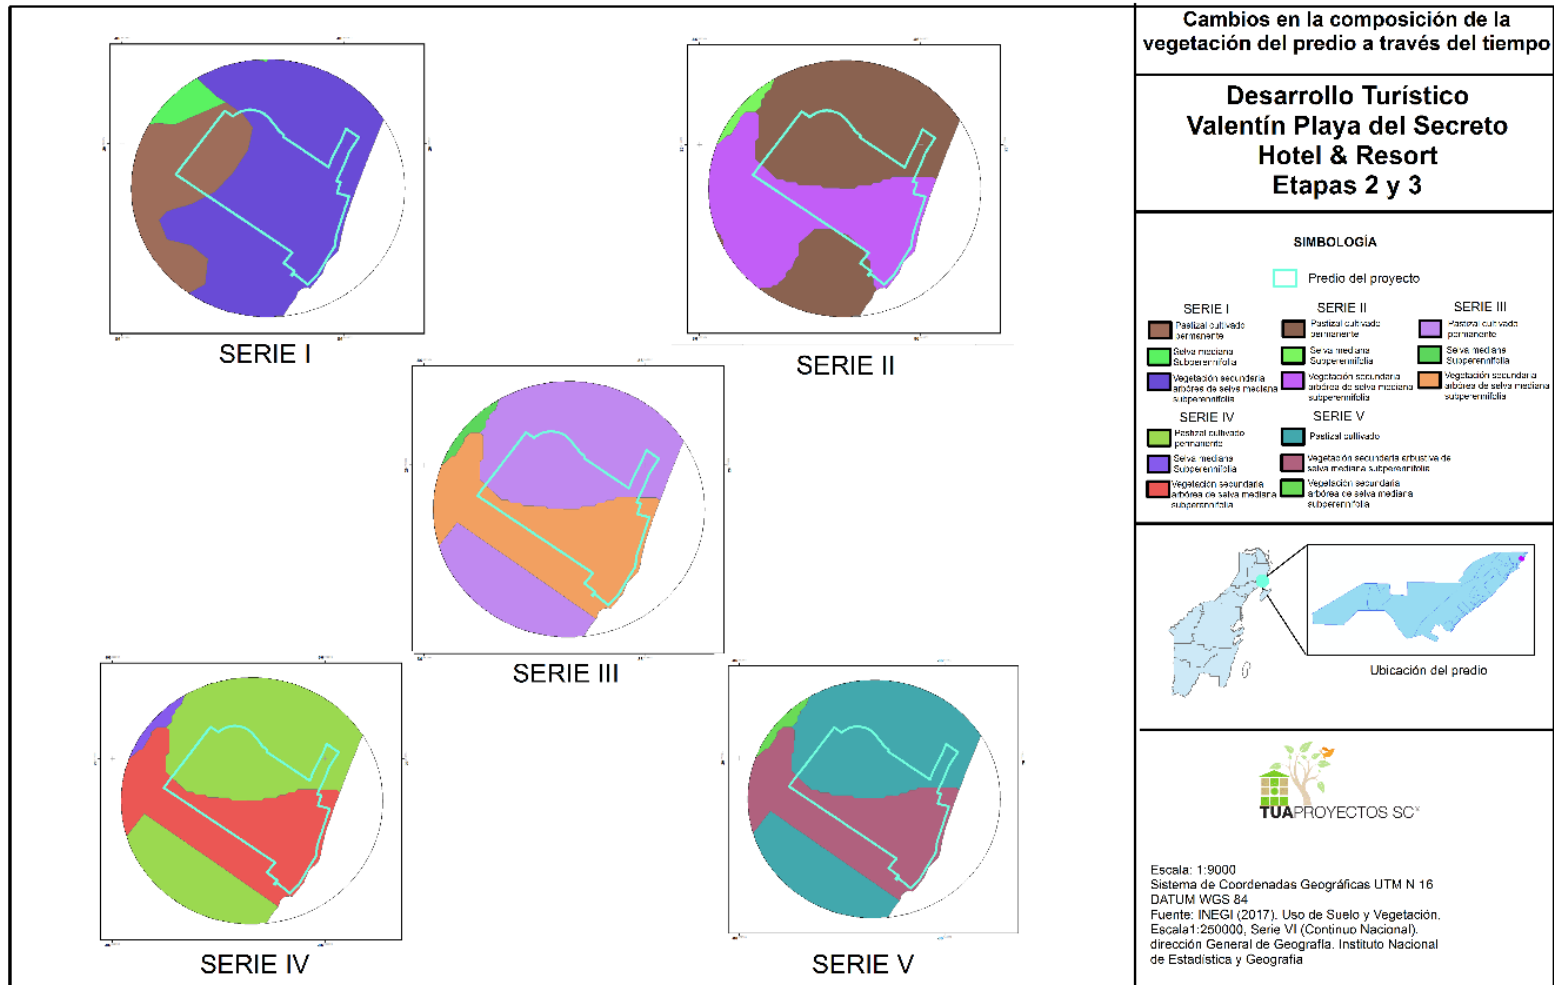 Cambios en la composición de la
vegetación del predio a través del tiempo
Desarrollo Turístico
Valentín Playa del Secreto
Hotel & Resort
Etapas 2 y 3
SIMBOLOGÍA
Predio del proyecto
SERIE I
Pastizal cultivado
permanente
Selva mediana
Subperennifolia
Vegetación secundaria
arbórea de selva mediana
subperennifolia
SERIE II
Pastizal cultivado
permanente
Selva mediana
Subperennifolia
Vegetación secundaria
arbórea de selva mediana
subperennifolia
SERIE III
Pastizal cultivado
permanente
Selva mediana
Subperennifolia
Vegetación secundaria
arbórea de selva mediana
subperennifolia
SERIE IV
Pastizal cultivado
permanente
Selva mediana
Subperennifolia
Vegetación secundaria
arbórea de selva mediana
subperennifolia
SERIE V
Pastizal cultivado
Vegetación secundaria arbustiva de
selva mediana subperennifolia
Vegetación secundaria
arbórea de selva mediana
subperennifolia
SERIE I
SERIE II
SERIE III
SERIE IV
SERIE V
Ubicación del predio
TUAPROYECTOS SC
Escala: 1:9000
Sistema de Coordenadas Geográficas UTM N 16
DATUM WGS 84
Fuente: INEGI (2017). Uso de Suelo y Vegetación.
Escala1:250000, Serie VI (Continuo Nacional).
dirección General de Geografía. Instituto Nacional
de Estadística y Geografía